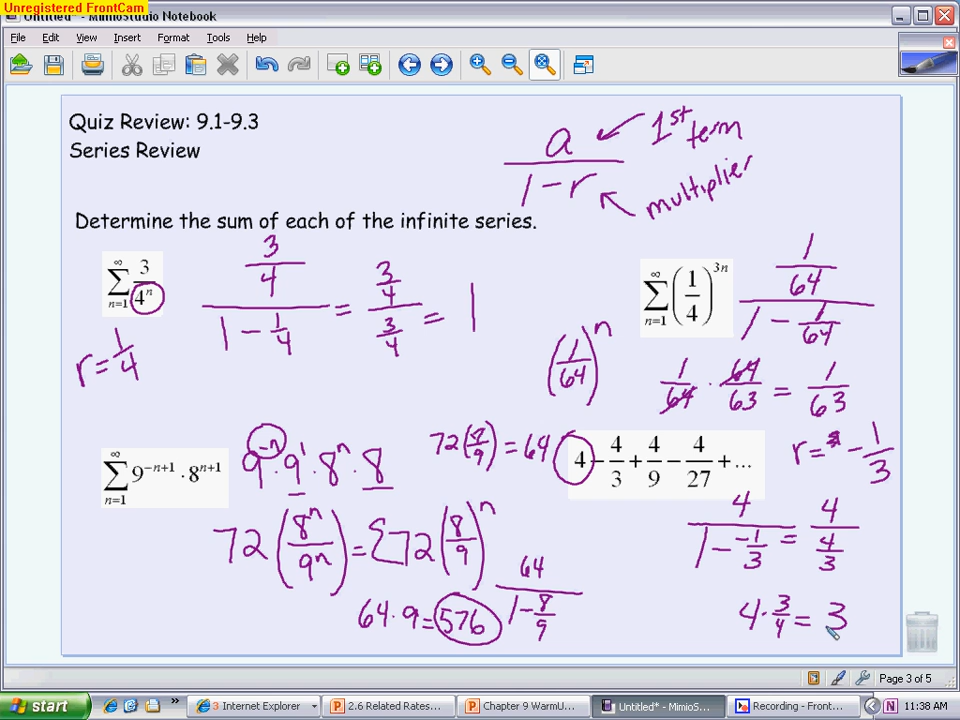 Unregistered FrontCam
Untitled* - MimioStudio Notebook
File Edit View Insert Format Tools Help
Quiz Review: 9.1-9.3
Series Review
a / (1 - r)
1st term
multiplier
Determine the sum of each of the infinite series.
∞ ∑ n=1 3/4^n
(3/4) / (1 - 1/4) = (3/4) / (3/4) = 1
r = 1/4
∞ ∑ n=1 (1/4)^3n
(1/64) / (1 - 1/64)
(1/64)^n
1/64 · 64/63 = 1/63
∞ ∑ n=1 9^(-n+1) · 8^(n+1)
9^-n · 9^1 · 8^n · 8
72(8^n/9^n) = ∑ 72(8/9)^n
72(8/9) = 64
64 / (1 - 8/9)
64 · 9 = 576
4 - 4/3 + 4/9 - 4/27 + ...
r = -1/3
4 / (1 - -1/3) = 4 / (4/3)
4 · 3/4 = 3
Page 3 of 5
start
3 Internet Explorer
2.6 Related Rates...
Chapter 9 WarmU...
Untitled* - MimioS...
Recording - Front...
11:38 AM